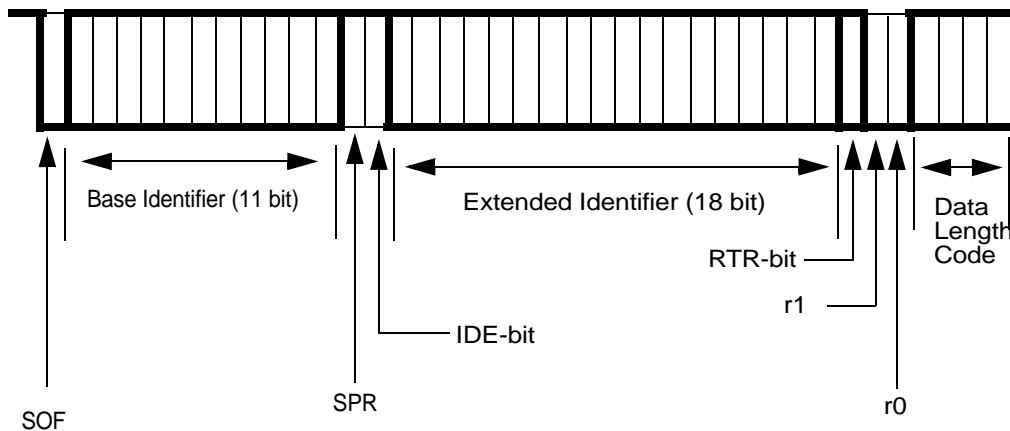 Base Identifier (11 bit)
Extended Identifier (18 bit)
Data
Length
Code
RTR-bit
r1
IDE-bit
SPR
r0
SOF